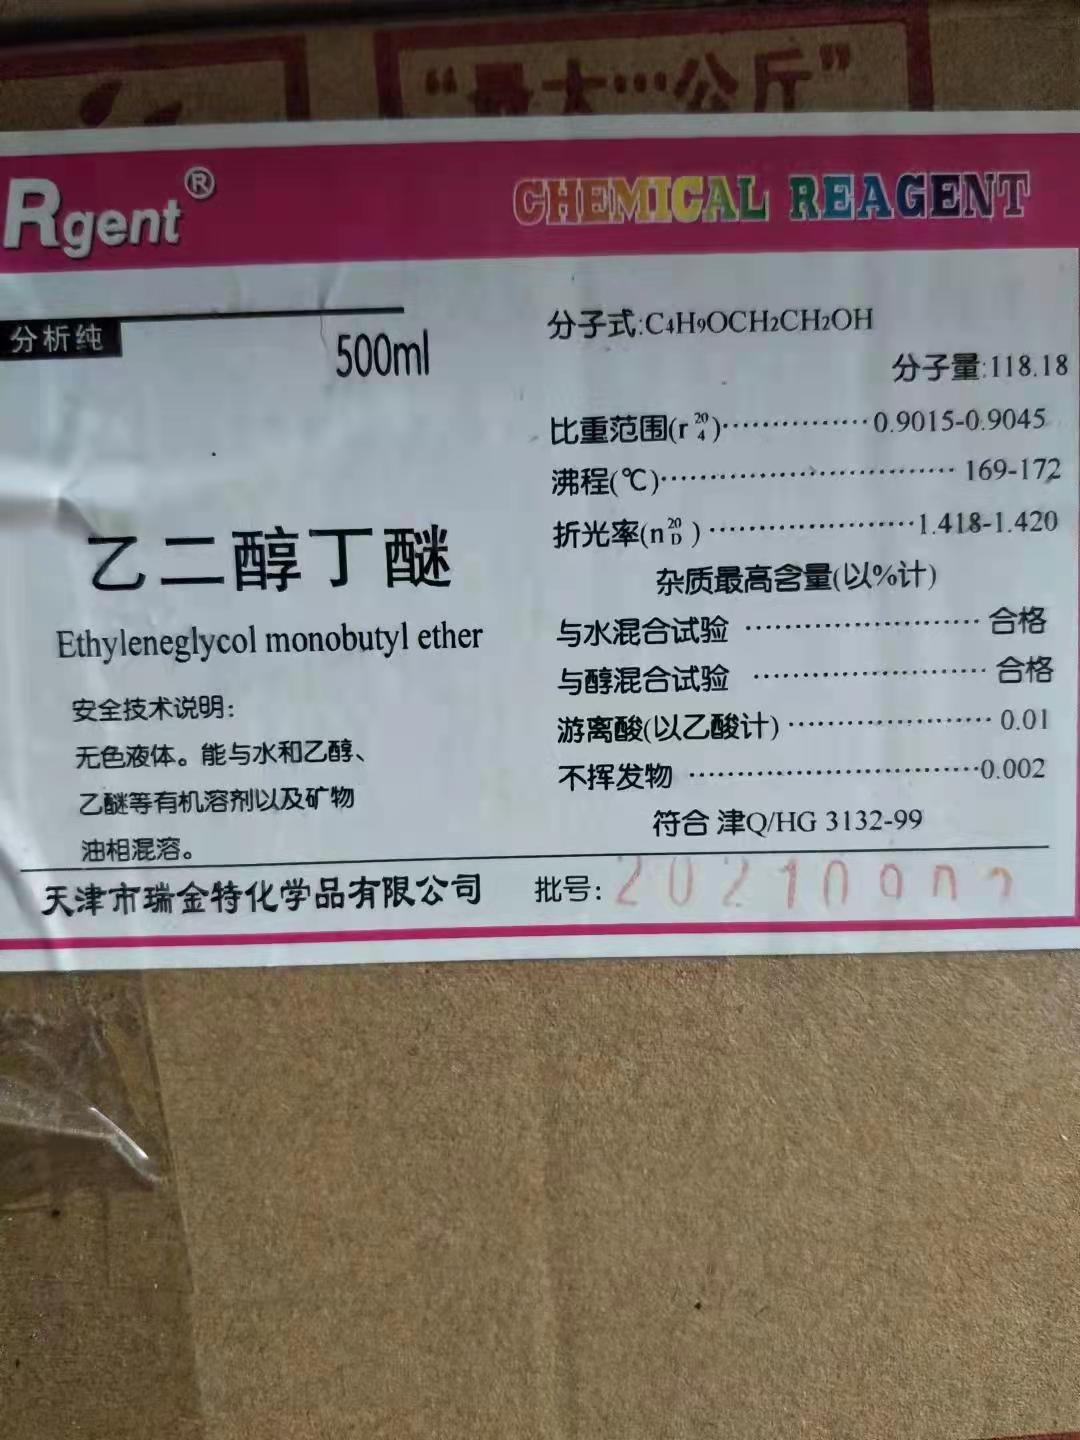 “最大…公斤”
Rgent®
CHEMICAL REAGENT
分析纯
500ml
乙二醇丁醚
Ethyleneglycol monobutyl ether
安全技术说明：
无色液体。能与水和乙醇、
乙醚等有机溶剂以及矿物
油相混溶。
分子式:C₄H₉OCH₂CH₂OH
分子量:118.18
比重范围(r ²⁰₄)……………0.9015-0.9045
沸程(℃)………………………… 169-172
折光率(n ²⁰D )…………………1.418-1.420
杂质最高含量(以%计)
与水混合试验 …………………… 合格
与醇混合试验 …………………… 合格
游离酸(以乙酸计) ………………… 0.01
不挥发物 …………………………0.002
符合 津Q/HG 3132-99
天津市瑞金特化学品有限公司
批号: